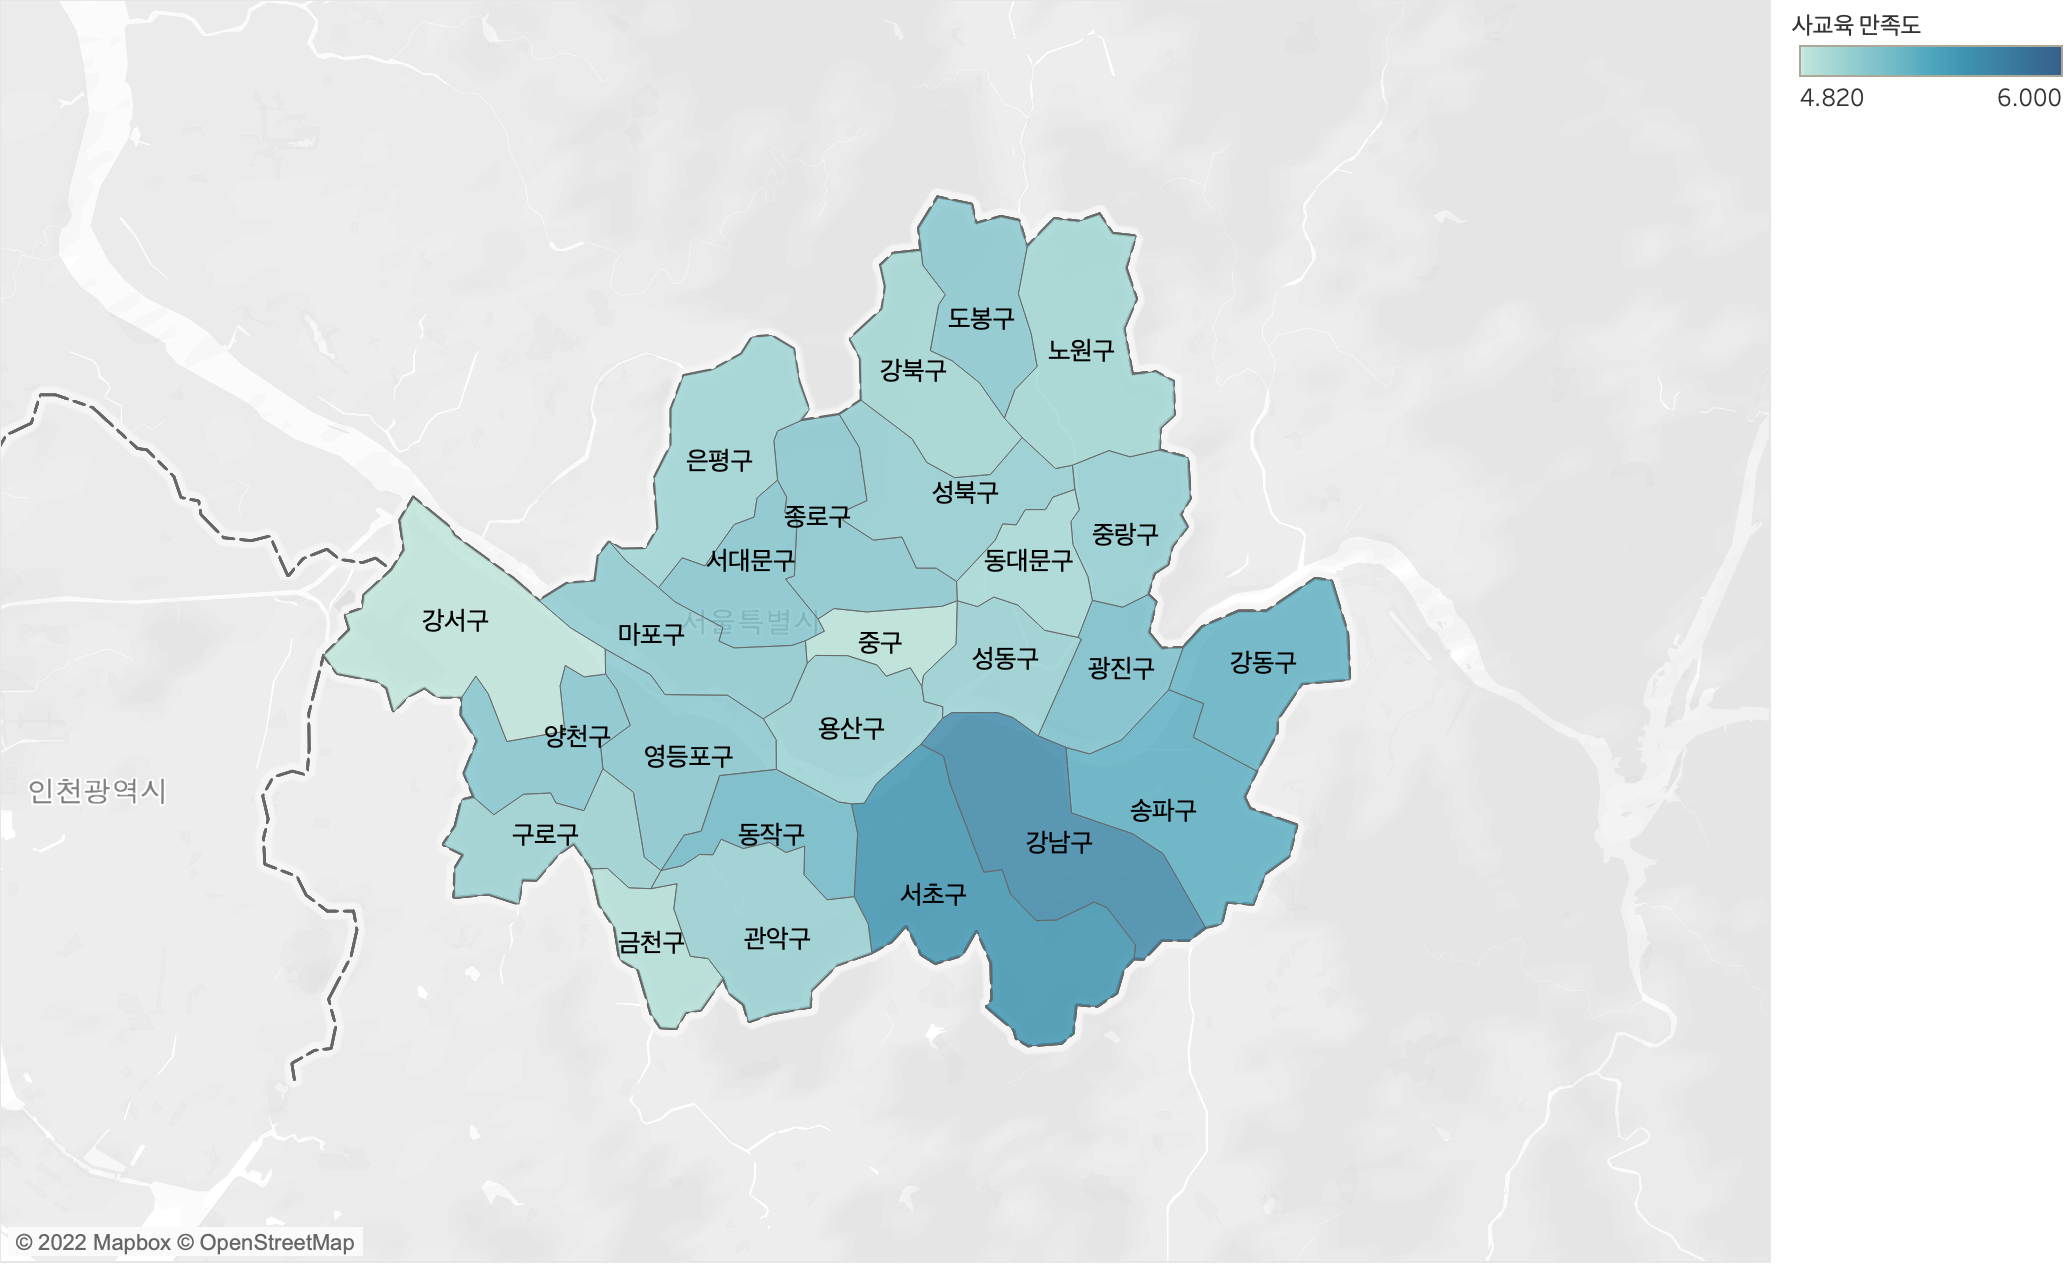 사교육 만족도
4.820 6.000
도봉구
노원구
강북구
은평구
성북구
종로구
중랑구
서대문구
동대문구
강서구
서울특별시
마포구
중구
성동구
광진구
강동구
용산구
양천구
영등포구
인천광역시
송파구
구로구
동작구
강남구
서초구
금천구
관악구
© 2022 Mapbox © OpenStreetMap